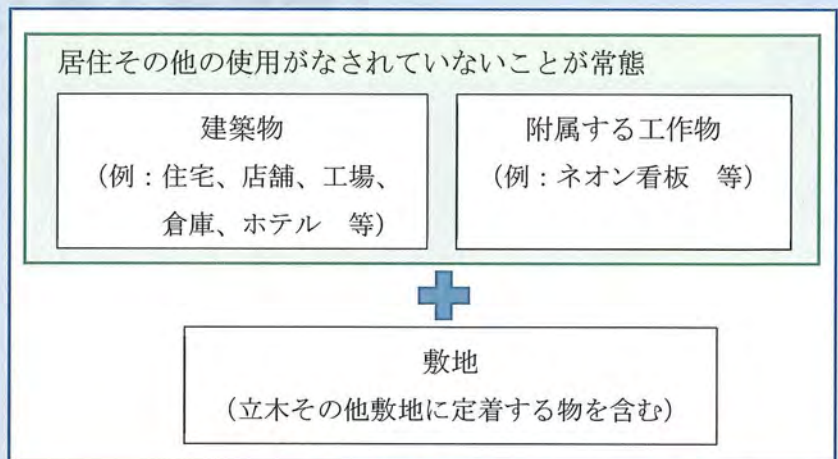 居住その他の使用がなされていないことが常態
建築物
(例:住宅、店舗、工場、
倉庫、ホテル 等)
附属する工作物
(例:ネオン看板 等)
敷地
(立木その他敷地に定着する物を含む)